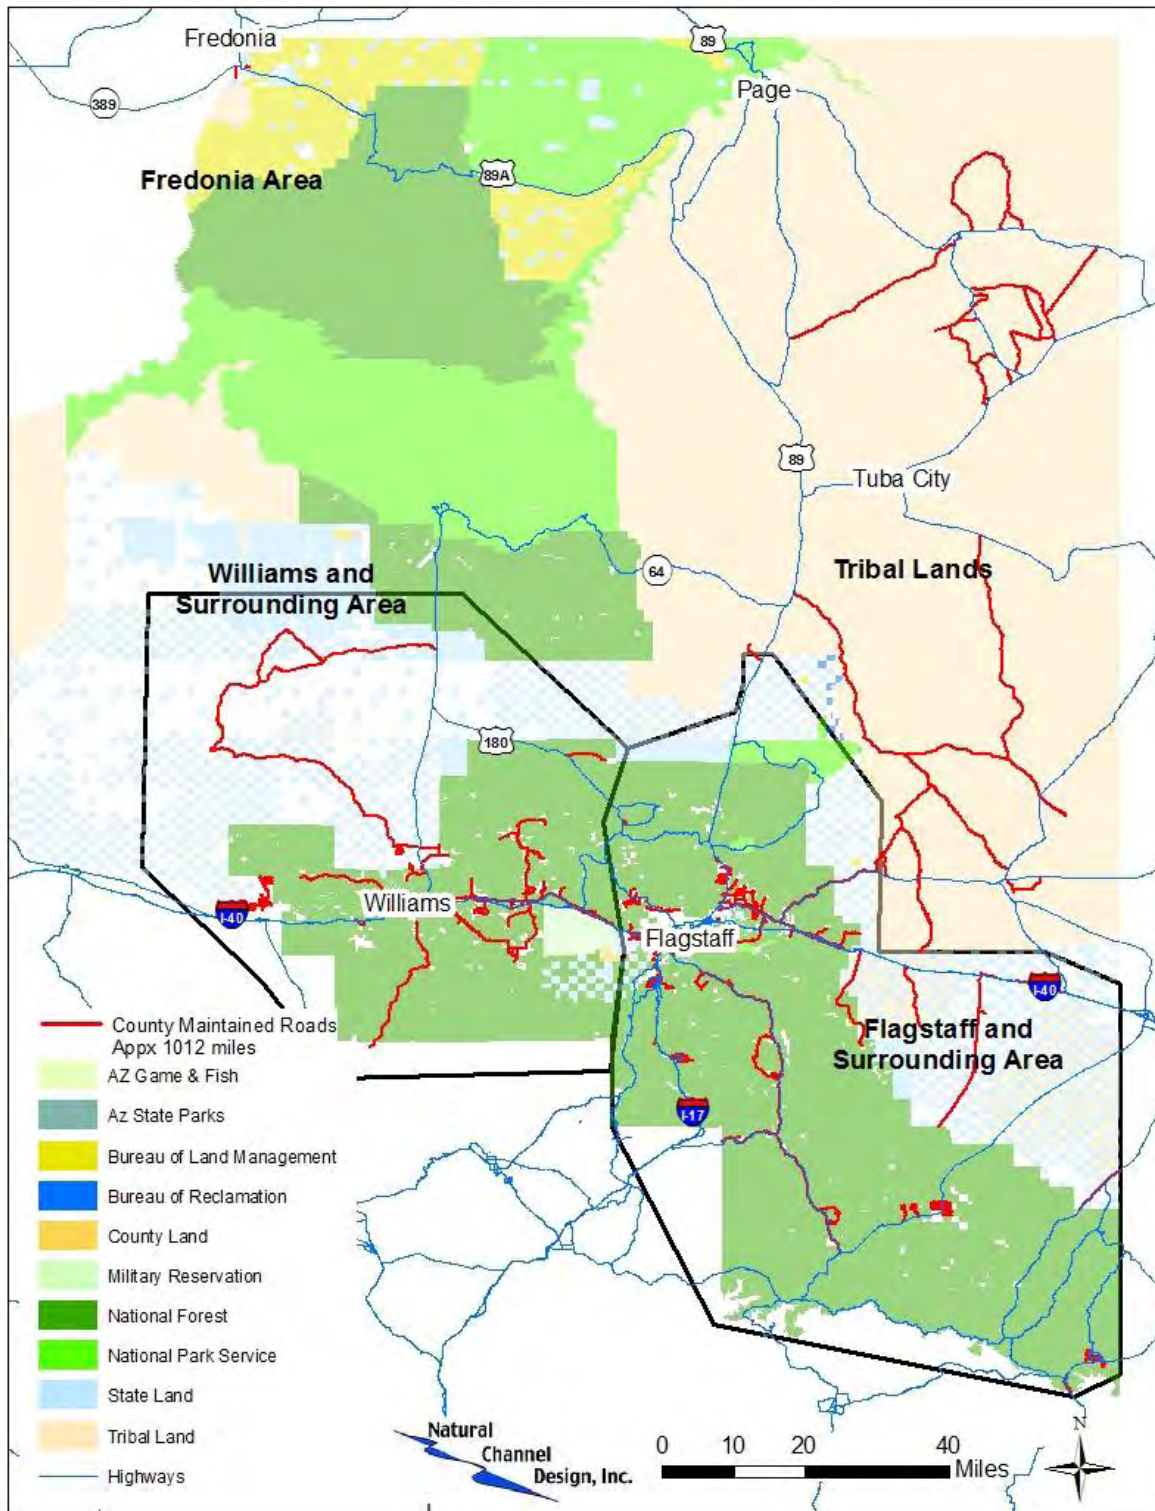 Fredonia
89
389
Page
89A
Fredonia Area
89
Tuba City
64
Tribal Lands
Williams and
Surrounding Area
180
Williams
I-40
Flagstaff
I-40
Flagstaff and
Surrounding Area
I-17
County Maintained Roads
Appx 1012 miles
AZ Game & Fish
Az State Parks
Bureau of Land Management
Bureau of Reclamation
County Land
Military Reservation
National Forest
National Park Service
State Land
Tribal Land
Highways
Natural
Channel
Design, Inc.
0 10 20 40
Miles
N